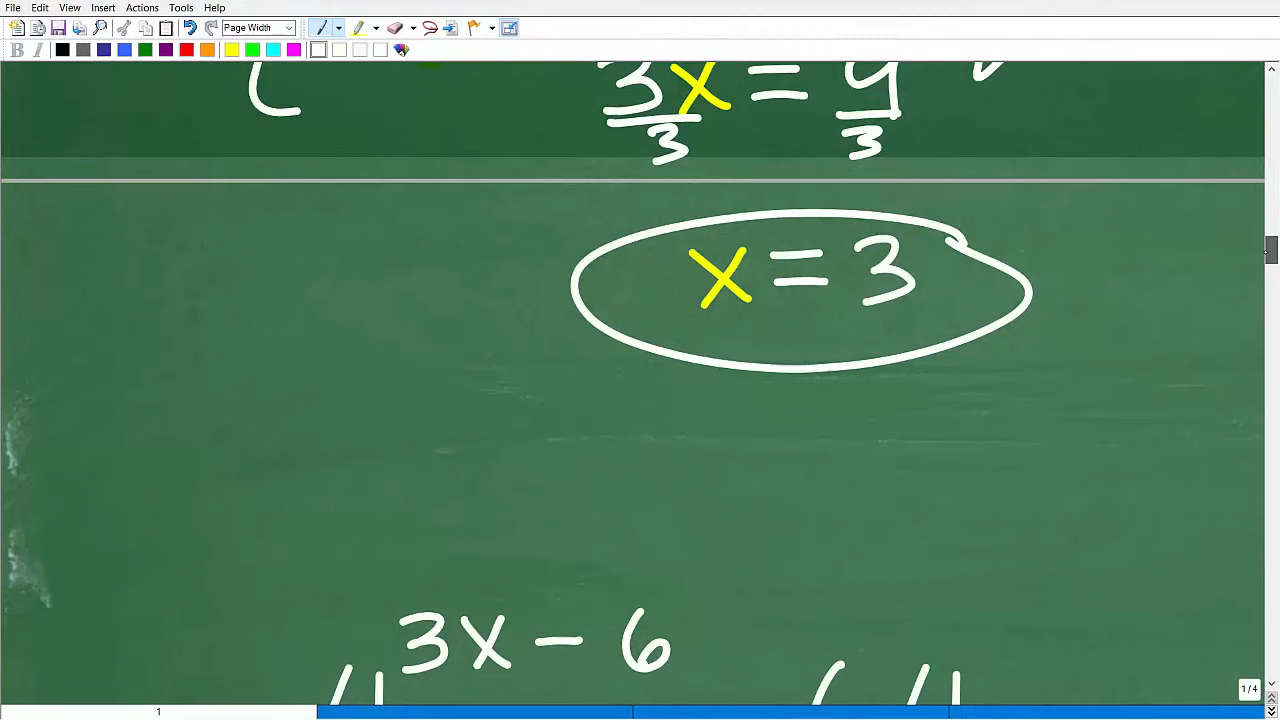 File Edit View Insert Actions Tools Help
Page Width
B I
3x = 9
3 3
x = 3
3x - 6
1/4
1